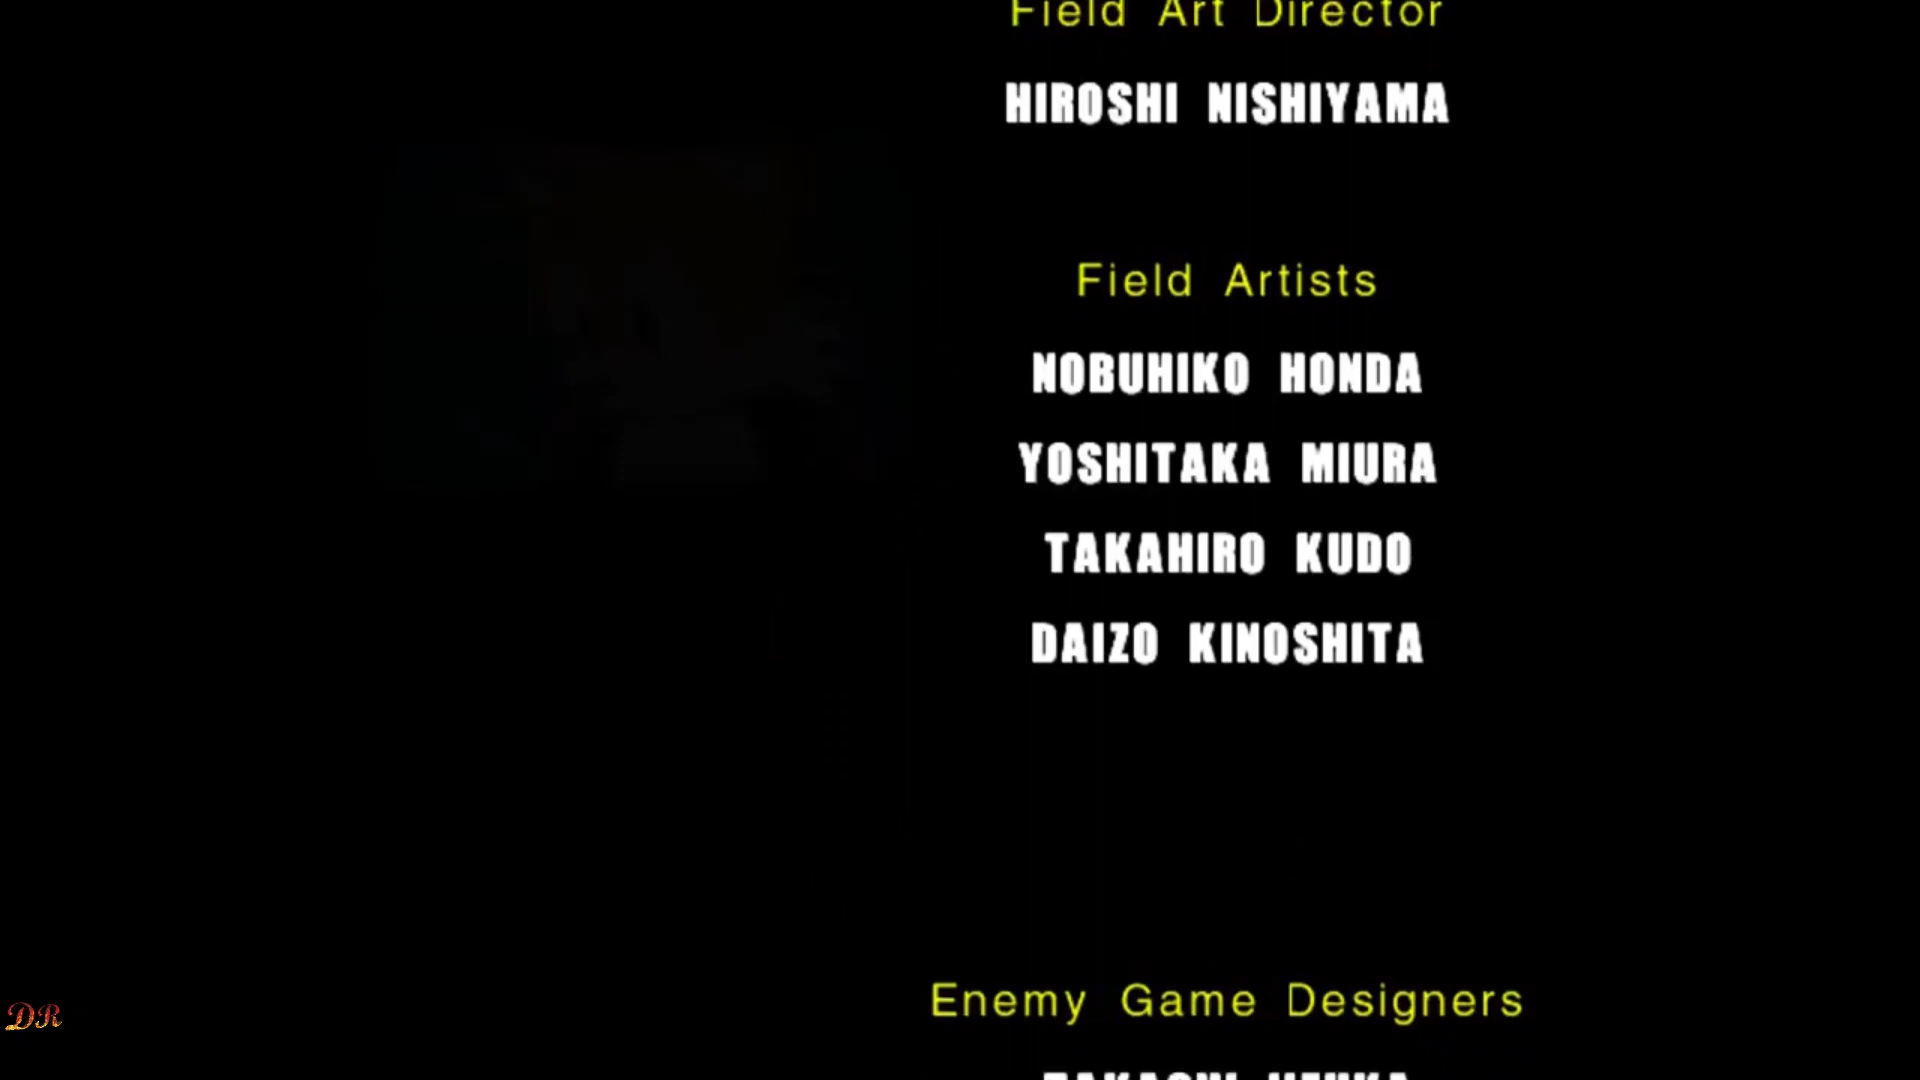 Field Art Director
HIROSHI NISHIYAMA
Field Artists
NOBUHIKO HONDA
YOSHITAKA MIURA
TAKAHIRO KUDO
DAIZO KINOSHITA
Enemy Game Designers
DR